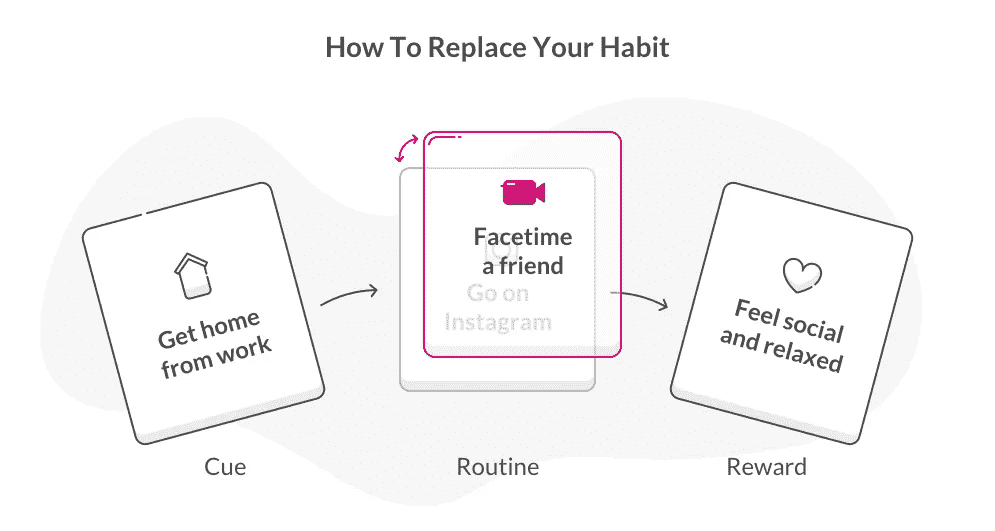 How To Replace Your Habit
Get home
from work
Facetime
a friend
Go on
Instagram
Feel social
and relaxed
Cue
Routine
Reward